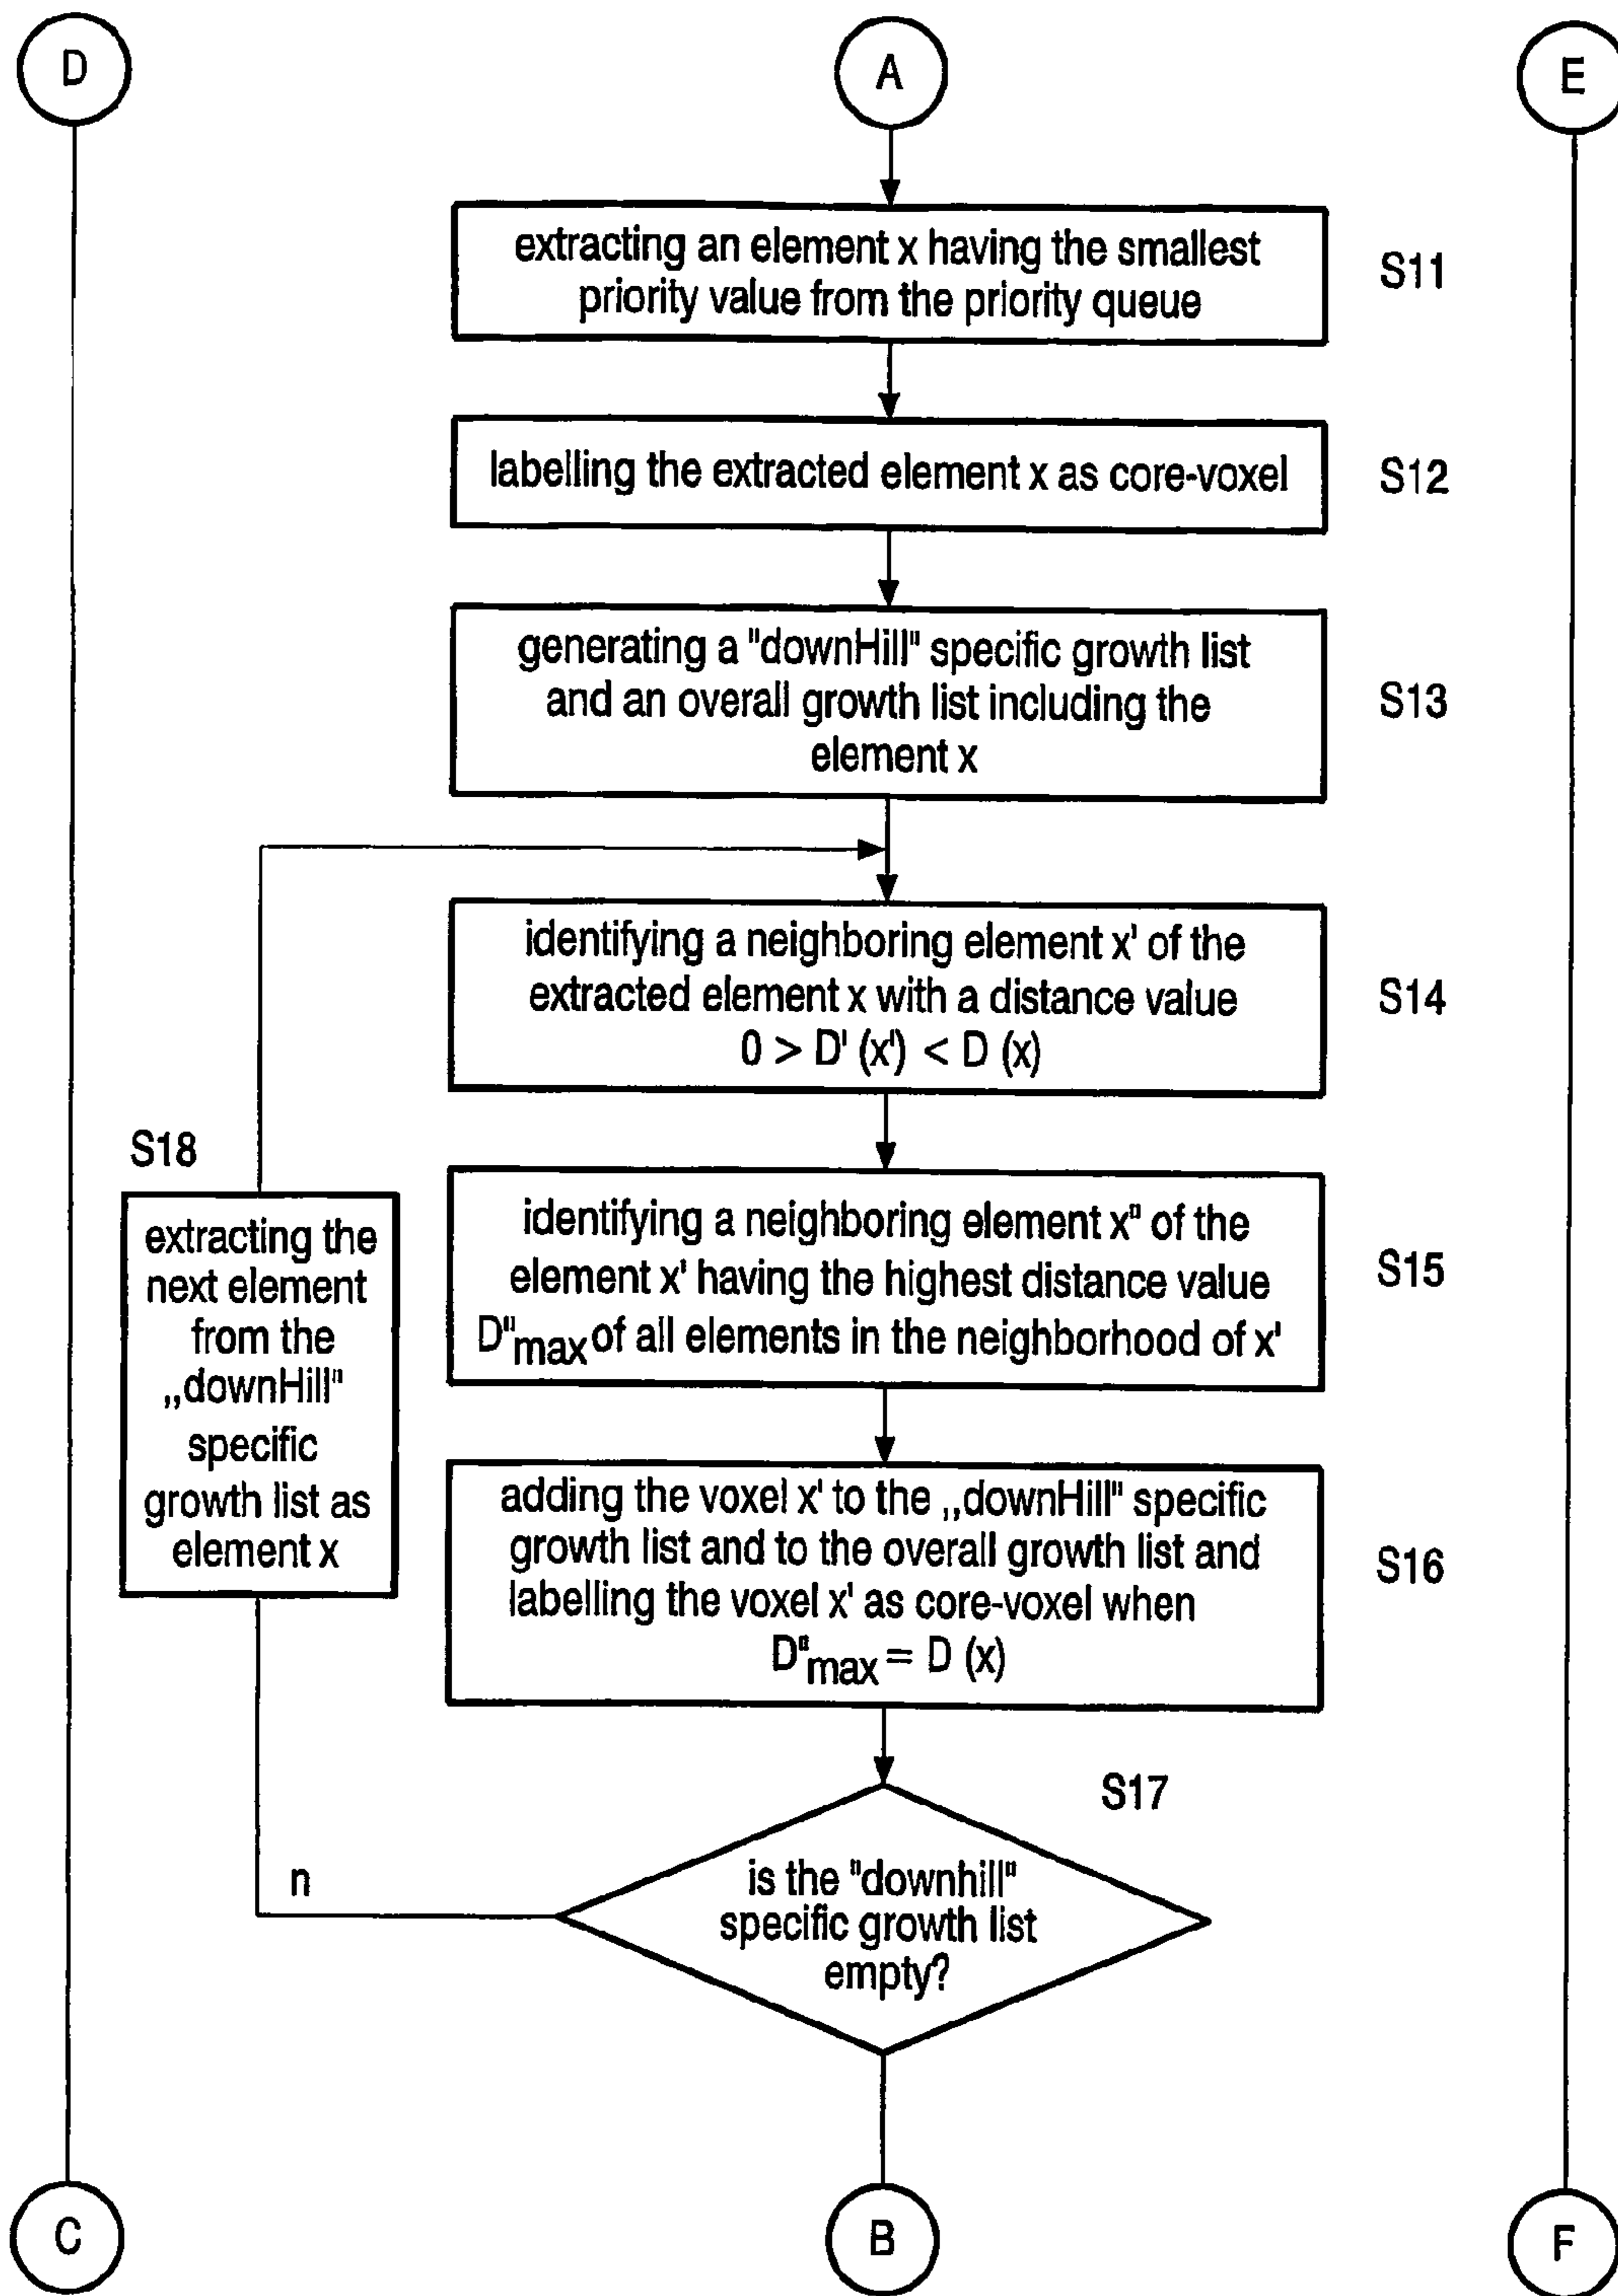 D
A
E
extracting an element x having the smallest
priority value from the priority queue
S11
labelling the extracted element x as core-voxel
S12
generating a "downHill" specific growth list
and an overall growth list including the
element x
S13
identifying a neighboring element x' of the
extracted element x with a distance value
0 > D' (x') < D (x)
S14
S18
extracting the
next element
from the
„downHill"
specific
growth list as
element x
identifying a neighboring element x" of the
element x' having the highest distance value
D"max of all elements in the neighborhood of x'
S15
adding the voxel x' to the „downHill" specific
growth list and to the overall growth list and
labelling the voxel x' as core-voxel when
D"max = D (x)
S16
S17
n
is the "downhill"
specific growth list
empty?
C
B
F